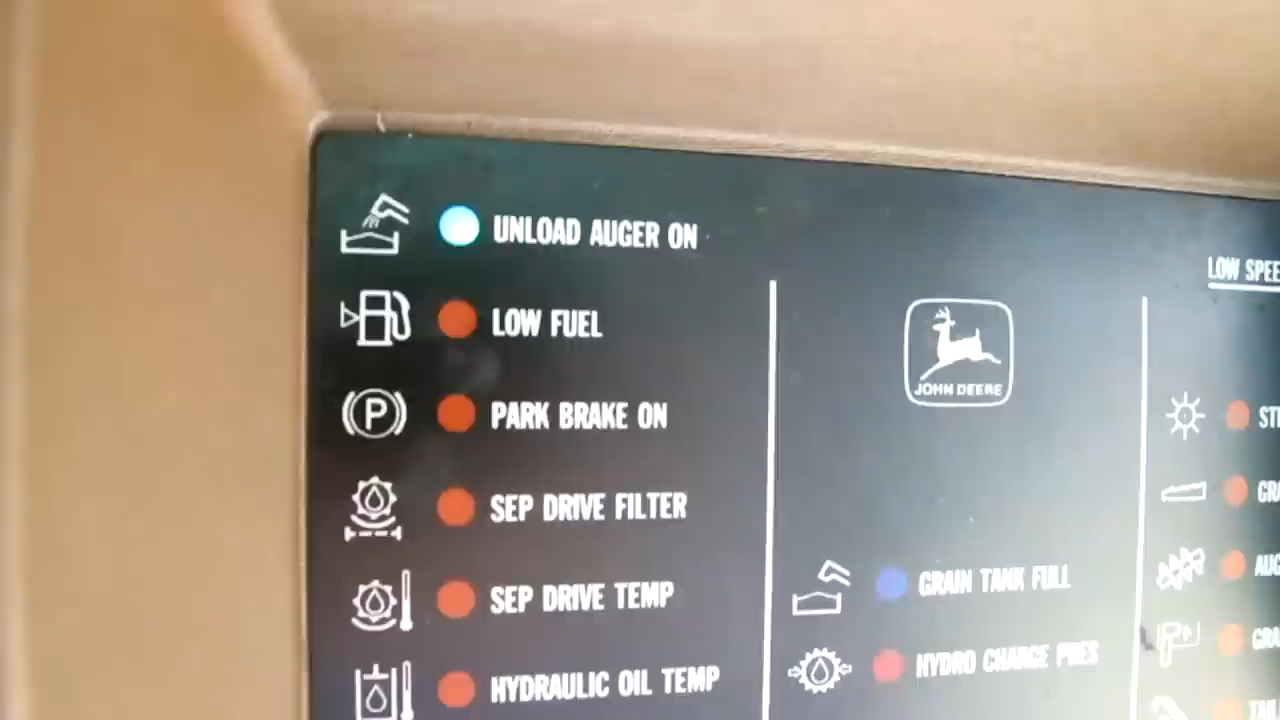 UNLOAD AUGER ON
LOW FUEL
P PARK BRAKE ON
SEP DRIVE FILTER
SEP DRIVE TEMP
HYDRAULIC OIL TEMP
JOHN DEERE
GRAIN TANK FULL
HYDRO CHARGE PRES
LOW